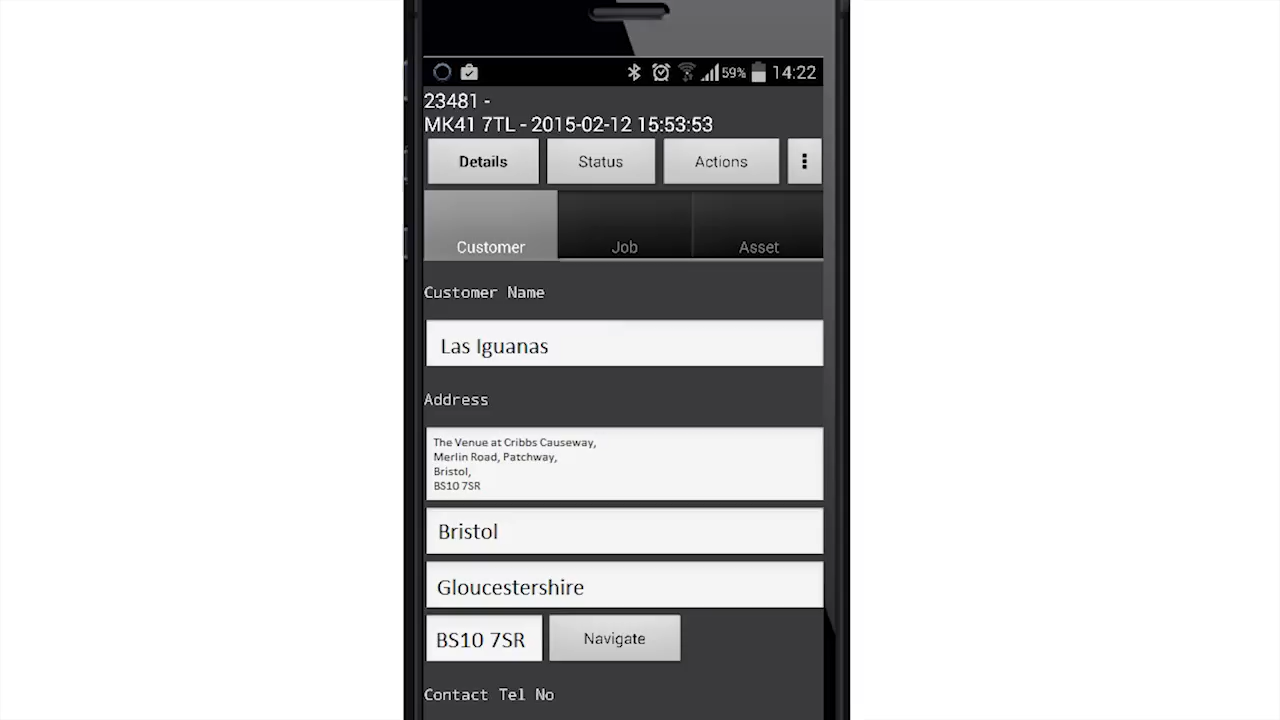 59% 14:22
23481 -
MK41 7TL - 2015-02-12 15:53:53
Details Status Actions
Customer Job Asset
Customer Name
Las Iguanas
Address
The Venue at Cribbs Causeway,
Merlin Road, Patchway,
Bristol,
BS10 7SR
Bristol
Gloucestershire
BS10 7SR Navigate
Contact Tel No